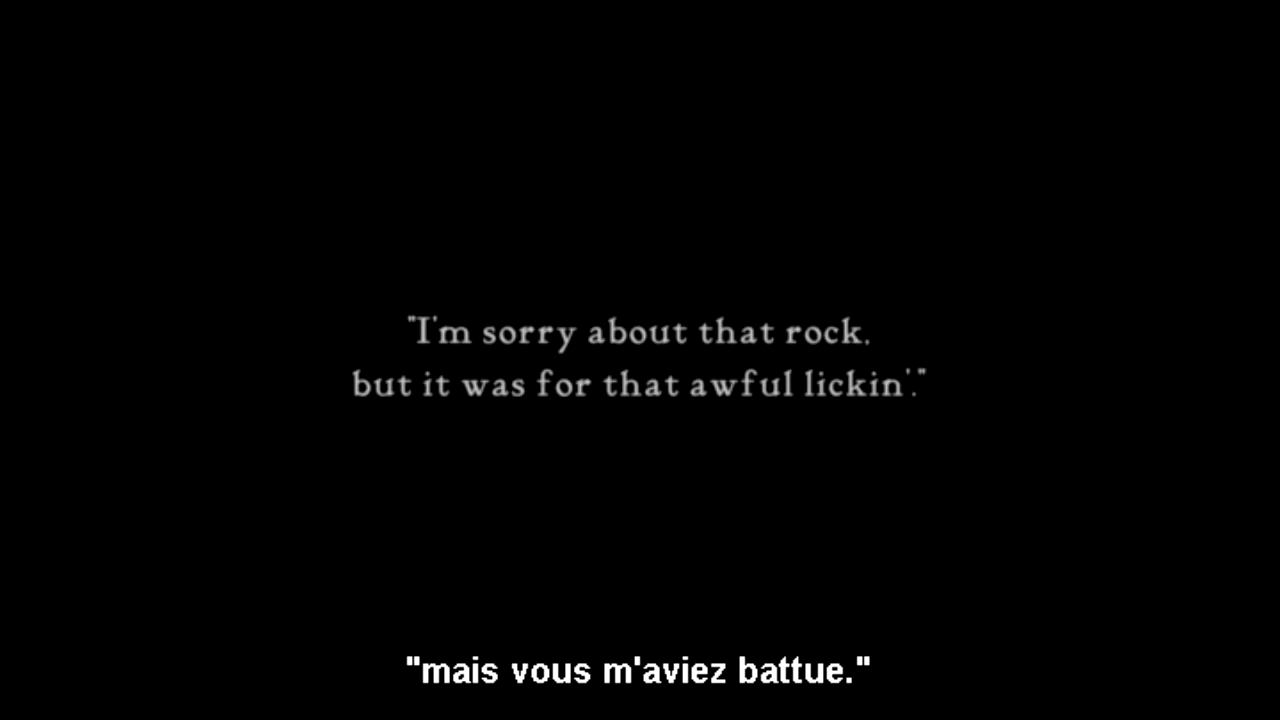 "I'm sorry about that rock,
but it was for that awful lickin'."
"mais vous m'aviez battue."